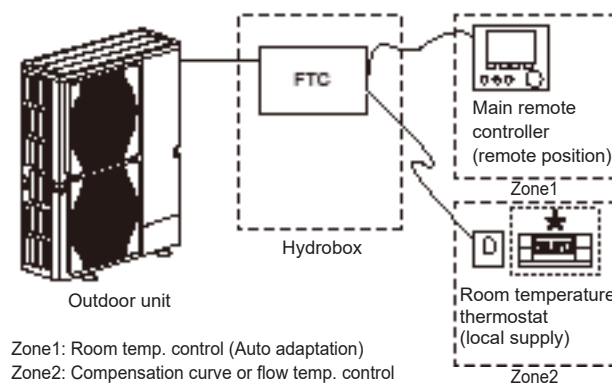 FTC
Main remote
controller
(remote position)
Zone1
Hydrobox
Outdoor unit
Room temperature
thermostat
(local supply)
Zone2
Zone1: Room temp. control (Auto adaptation)
Zone2: Compensation curve or flow temp. control